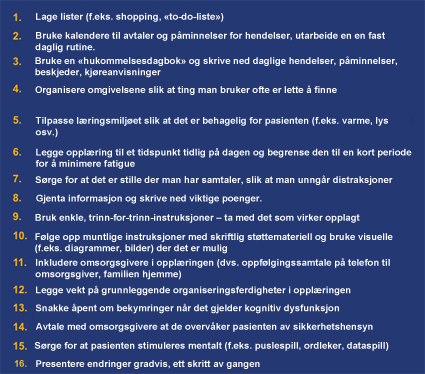 1. Lage lister (f.eks. shopping, «to-do-liste»)
2. Bruke kalendere til avtaler og påminnelser for hendelser, utarbeide en en fast
daglig rutine.
3. Bruke en «hukommelsesdagbok» og skrive ned daglige hendelser, påminnelser,
beskjeder, kjøreanvisninger
4. Organisere omgivelsene slik at ting man bruker ofte er lette å finne
5. Tilpasse læringsmiljøet slik at det er behagelig for pasienten (f.eks. varme, lys
osv.)
6. Legge opplæring til et tidspunkt tidlig på dagen og begrense den til en kort periode
for å minimere fatigue
7. Sørge for at det er stille der man har samtaler, slik at man unngår distraksjoner
8. Gjenta informasjon og skrive ned viktige poenger.
9. Bruk enkle, trinn-for-trinn-instruksjoner – ta med det som virker opplagt
10. Følge opp muntlige instruksjoner med skriftlig støttemateriell og bruke visuelle
(f.eks. diagrammer, bilder) der det er mulig
11. Inkludere omsorgsgivere i opplæringen (dvs. oppfølgingssamtale på telefon til
omsorgsgiver, familien hjemme)
12. Legge vekt på grunnleggende organiseringsferdigheter i opplæringen
13. Snakke åpent om bekymringer når det gjelder kognitiv dysfunksjon
14. Avtale med omsorgsgivere at de overvåker pasienten av sikkerhetshensyn
15. Sørge for at pasienten stimuleres mentalt (f.eks. puslespill, ordleker, dataspill)
16. Presentere endringer gradvis, ett skritt av gangen